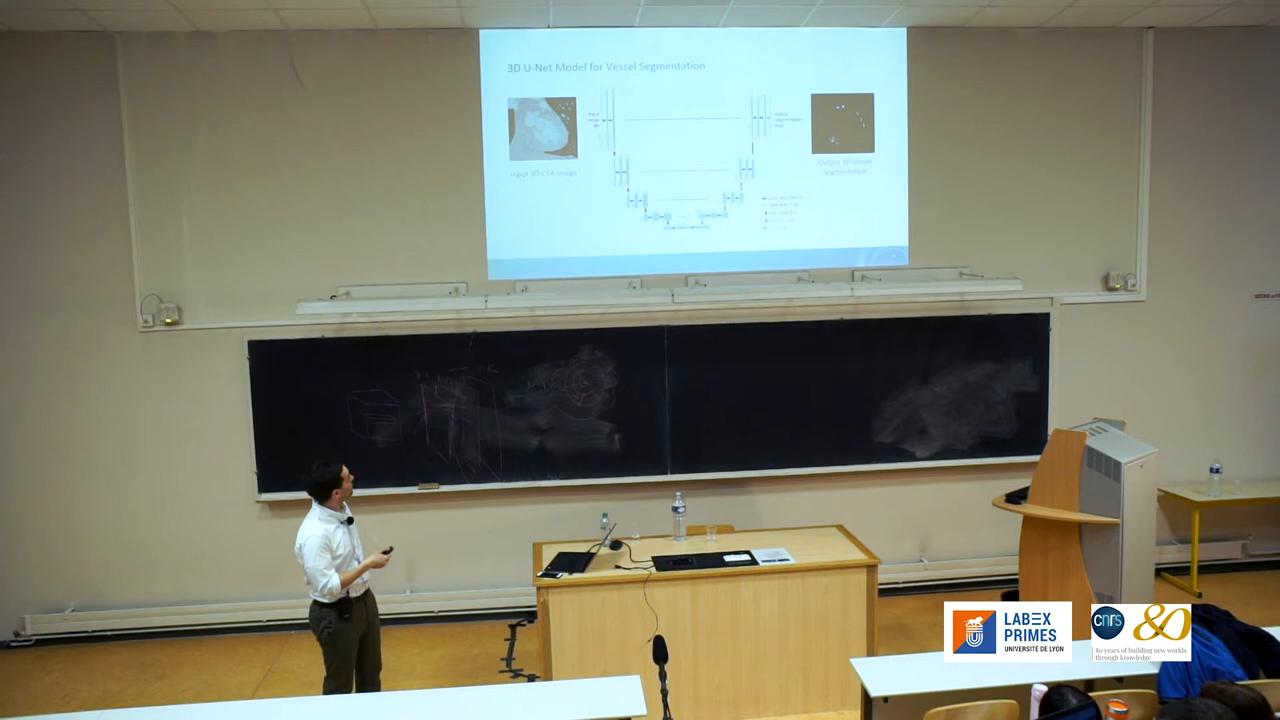 3D U-Net Model for Vessel Segmentation
Input 3D CTA Image
Output 3D Vessel
Segmentation
LABEX
PRIMES
UNIVERSITÉ DE LYON
cnrs
80
80 years of building new worlds
through knowledge